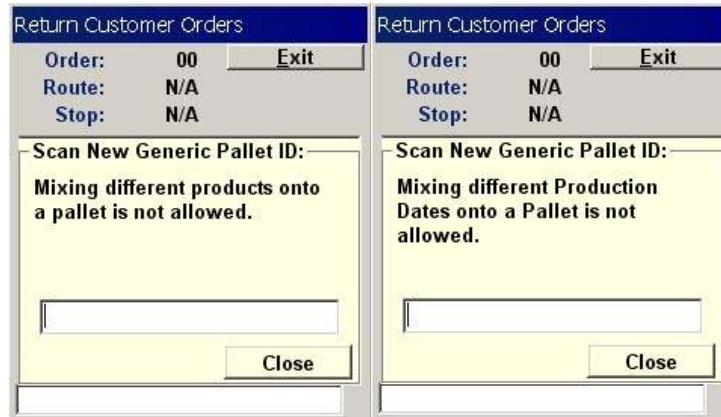 Return Customer Orders
Order: 00 Exit
Route: N/A
Stop: N/A
Scan New Generic Pallet ID:
Mixing different products onto
a pallet is not allowed.
Close
Return Customer Orders
Order: 00 Exit
Route: N/A
Stop: N/A
Scan New Generic Pallet ID:
Mixing different Production
Dates onto a Pallet is not
allowed.
Close